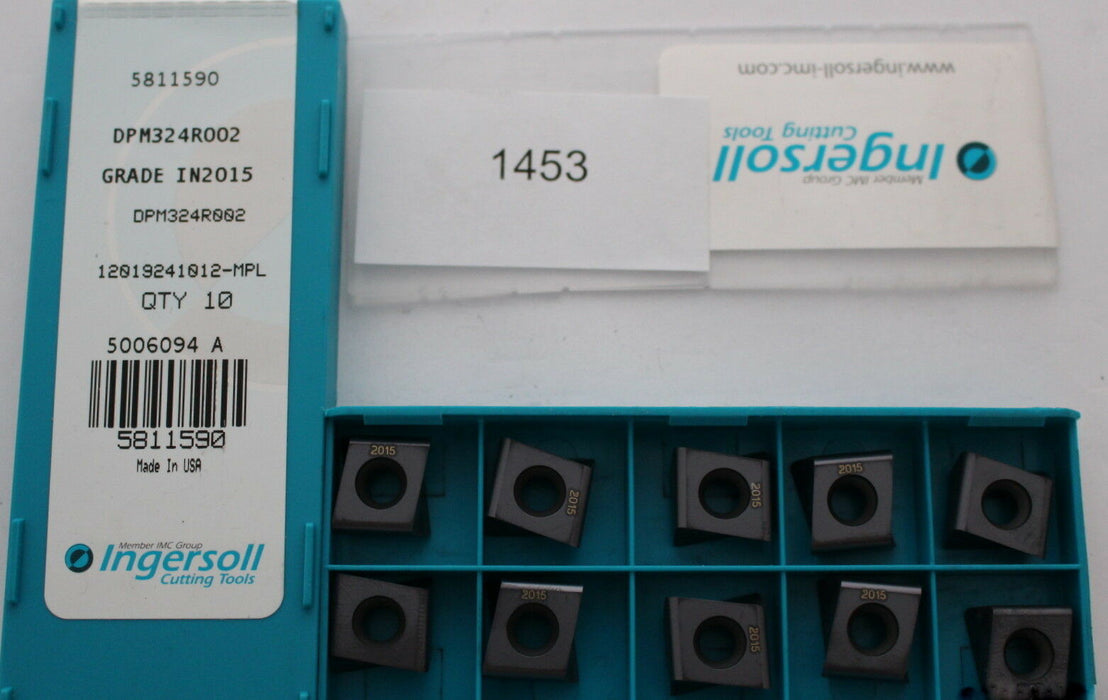 5811590
DPM324R002
GRADE IN2015
DPM324R002
12019241012-MPL
QTY 10
5006094 A
5811590
Made In USA
Member IMC Group
Ingersoll
Cutting Tools
1453
www.ingersoll-imc.com
Member IMC Group
Ingersoll
Cutting Tools
2015
2015
2015
2015
2015
2015
2015